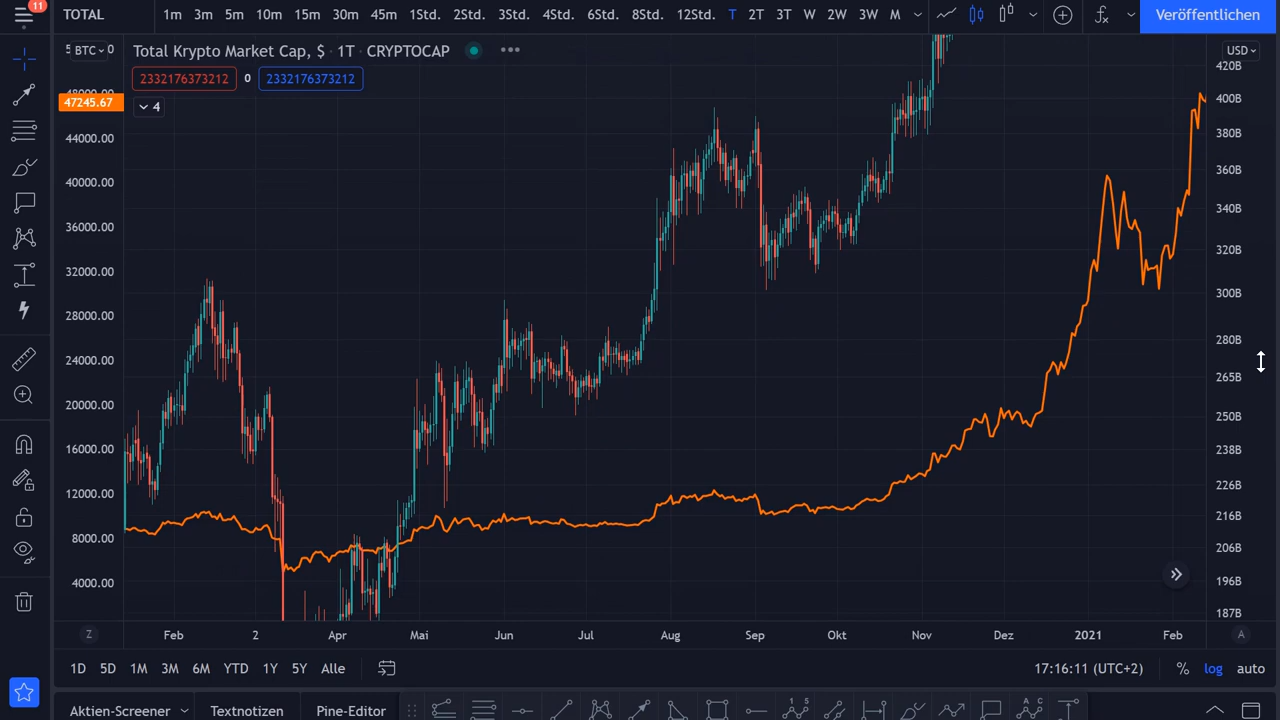 11
1m 3m 5m 10m 15m 30m 45m 1Std. 2Std. 3Std. 4Std. 6Std. 8Std. 12Std. T 2T 3T W 2W 3W M
Veröffentlichen
TOTAL
BTC
Total Krypto Market Cap, $ · 1T · CRYPTOCAP
USD
2332176373212 0 2332176373212
4
47245.67
44000.00
40000.00
36000.00
32000.00
28000.00
24000.00
20000.00
16000.00
12000.00
8000.00
4000.00
420B
400B
380B
360B
340B
320B
300B
280B
265B
250B
238B
226B
216B
206B
196B
187B
Z Feb 2 Apr Mai Jun Jul Aug Sep Okt Nov Dez 2021 Feb A
1D 5D 1M 3M 6M YTD 1Y 5Y Alle
17:16:11 (UTC+2) % log auto
Aktien-Screener Textnotizen Pine-Editor